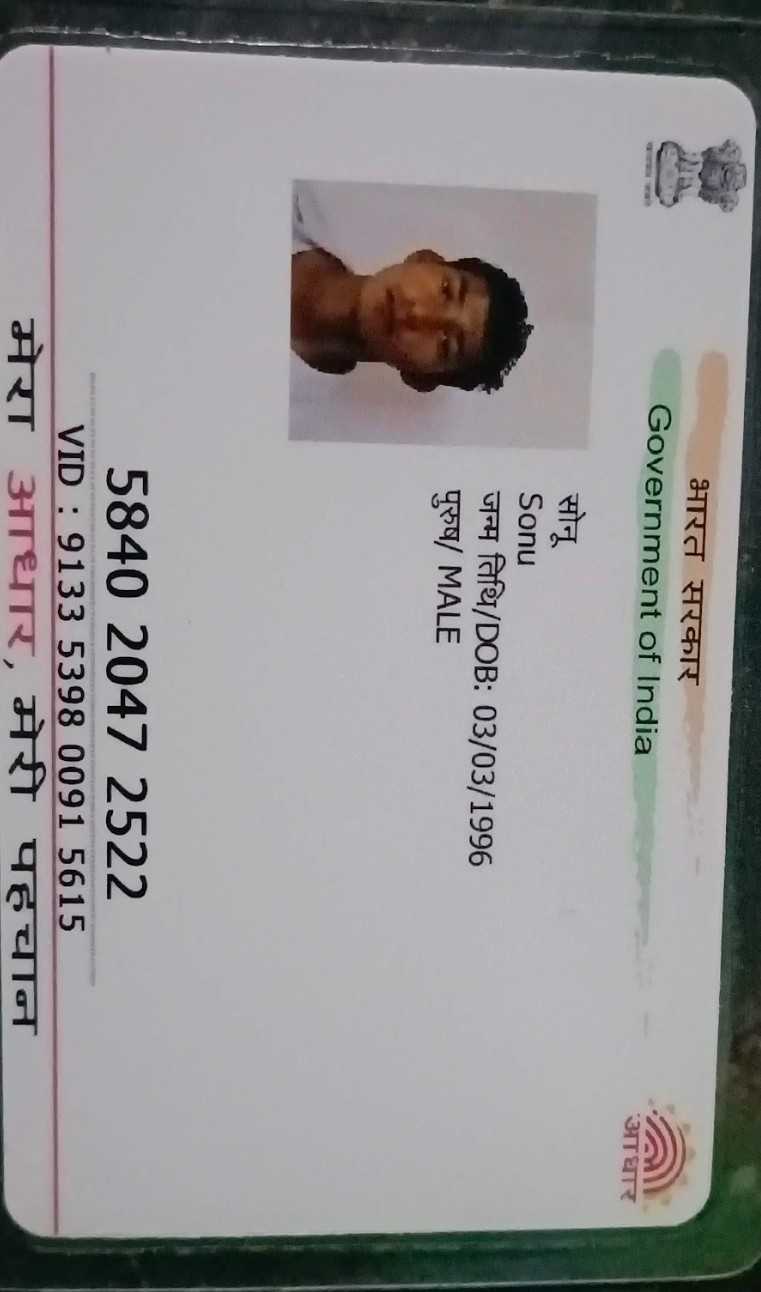 भारत सरकार
Government of India
सोनू
Sonu
जन्म तिथि/DOB: 03/03/1996
पुरुष/ MALE
5840 2047 2522
VID : 9133 5398 0091 5615
मेरा आधार, मेरी पहचान
आधार